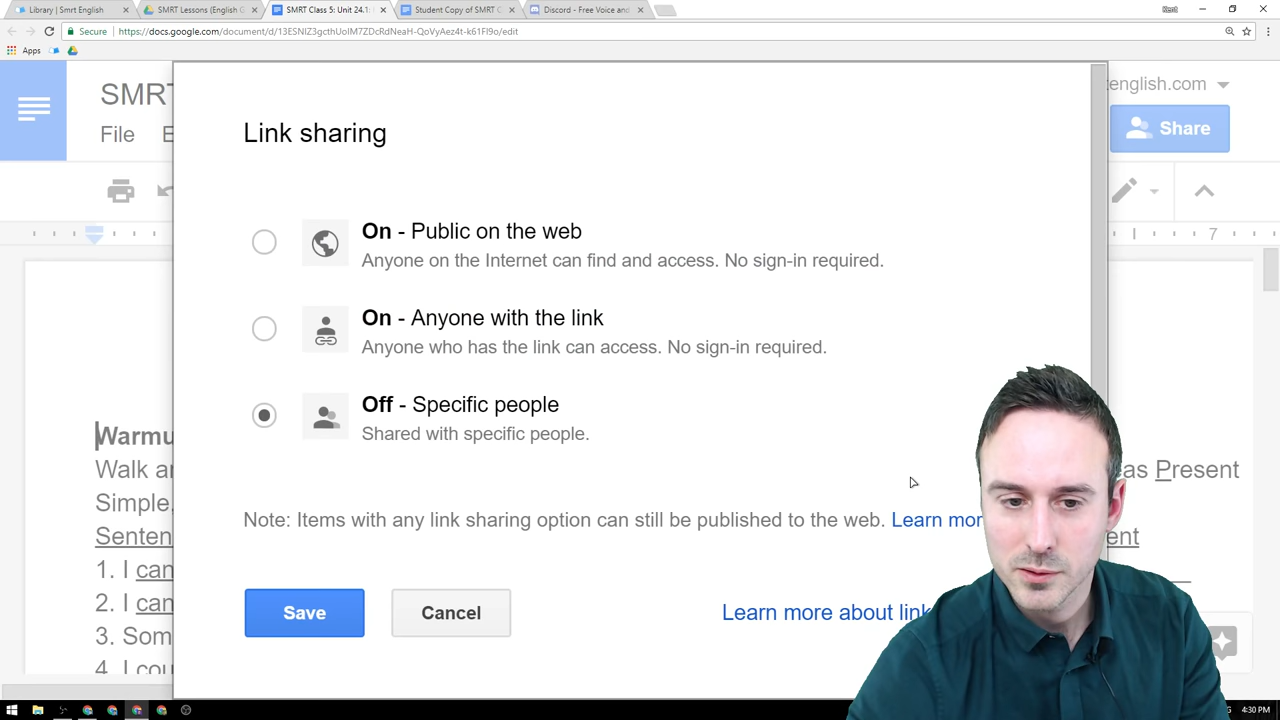 Library | Smrt English
SMRT Lessons (English G
SMRT Class 5: Unit 24.1:
Student Copy of SMRT C
Discord - Free Voice and
Secure
https://docs.google.com/document/d/13ESNIZ3gcthUoIM7ZDcRdNeaH-QoVyAez4t-k61Fl9o/edit
Apps
SMRT
tenglish.com
File E
Share
7
Link sharing
On - Public on the web
Anyone on the Internet can find and access. No sign-in required.
On - Anyone with the link
Anyone who has the link can access. No sign-in required.
Off - Specific people
Shared with specific people.
Note: Items with any link sharing option can still be published to the web. Learn mor
Save
Cancel
Learn more about link
Warmu
Walk ar
as Present
Simple,
Senten
ent
1. I can
2. I can
3. Som
4. I cou
4:30 PM